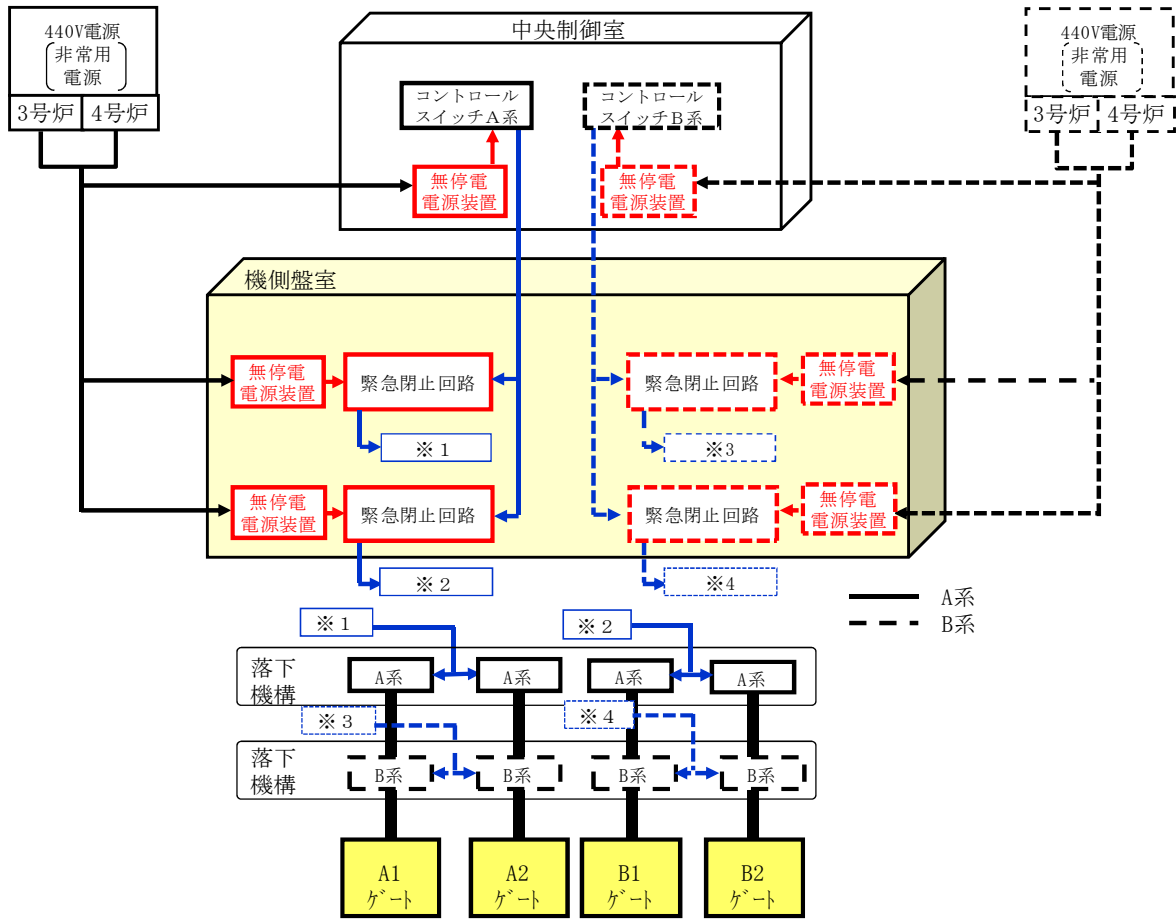 440V電源
非常用
電源
3号炉
4号炉
中央制御室
コントロール
スイッチA系
コントロール
スイッチB系
無停電
電源装置
無停電
電源装置
440V電源
非常用
電源
3号炉
4号炉
機側盤室
無停電
電源装置
緊急閉止回路
緊急閉止回路
無停電
電源装置
※1
※3
無停電
電源装置
緊急閉止回路
緊急閉止回路
無停電
電源装置
※2
※4
A系
B系
※1
※2
落下
機構
A系
A系
A系
A系
※3
※4
落下
機構
B系
B系
B系
B系
A1
ゲート
A2
ゲート
B1
ゲート
B2
ゲート